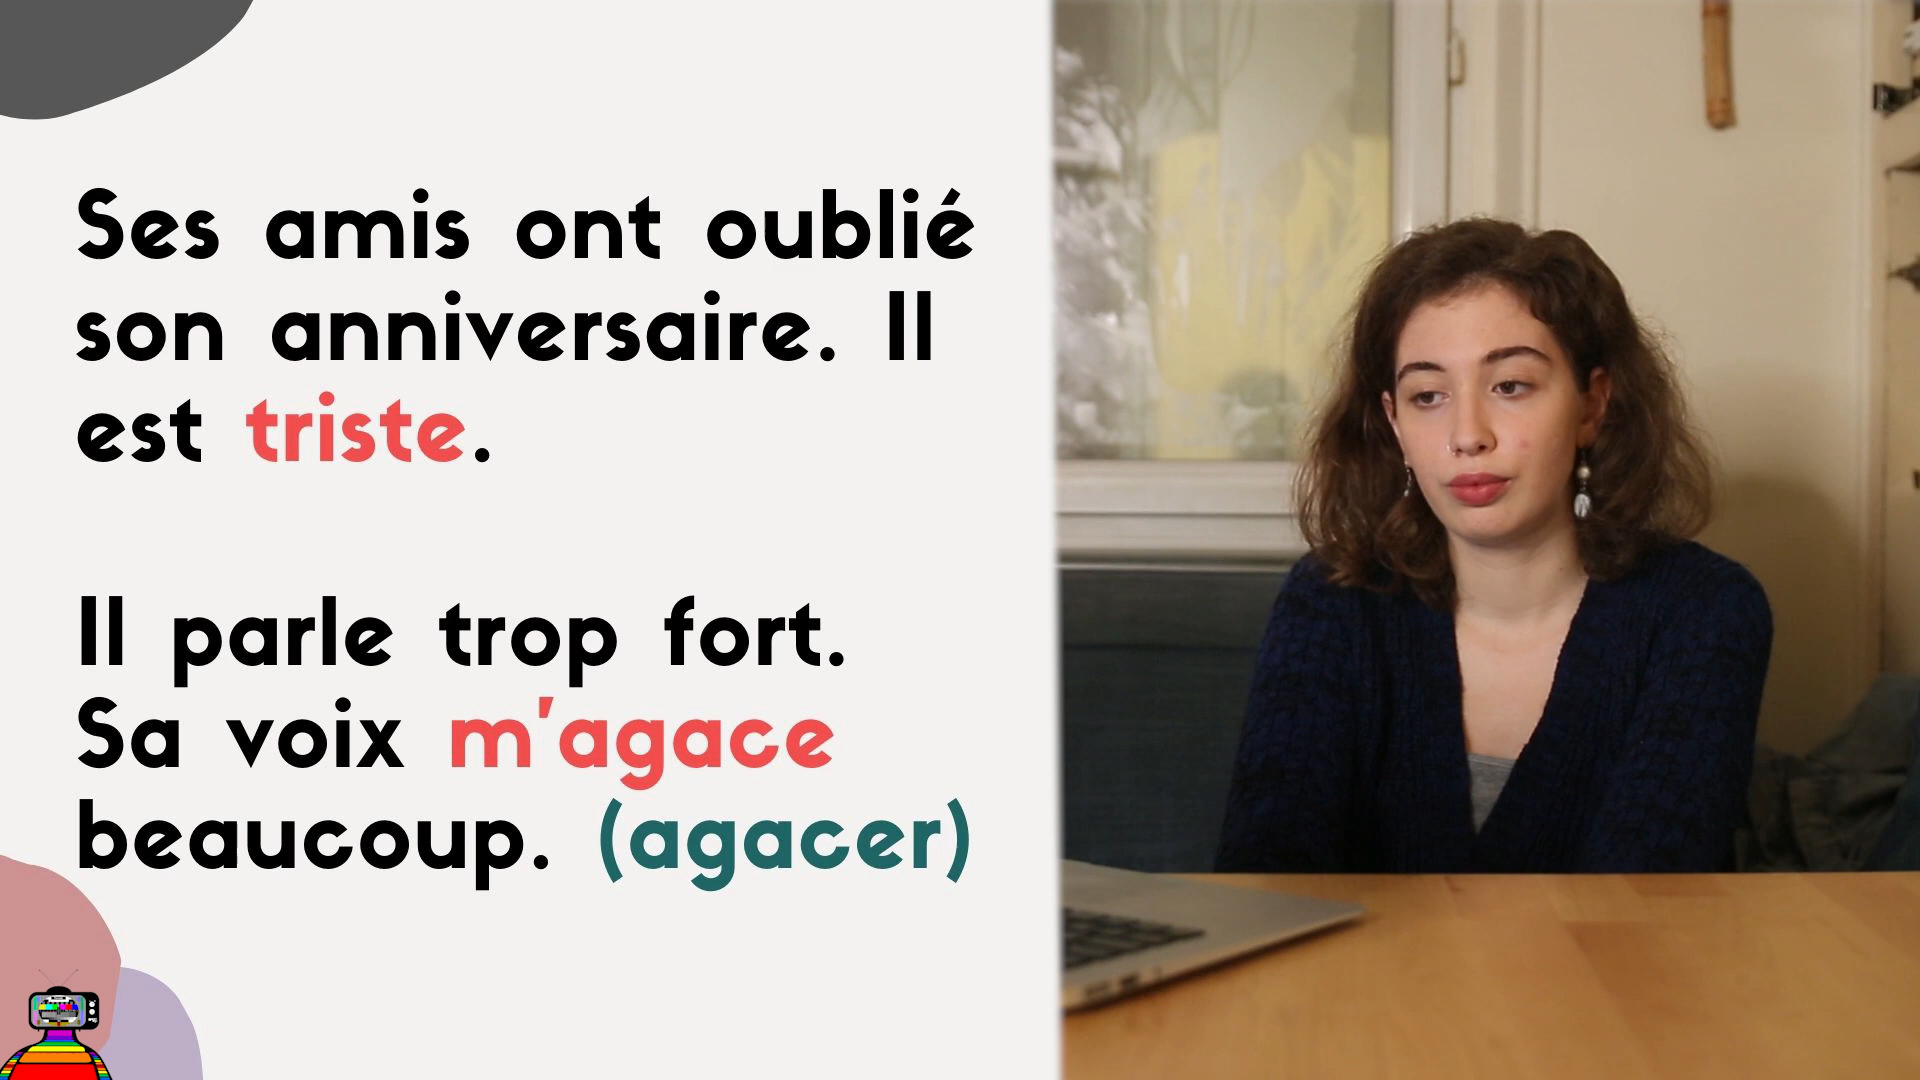 Ses amis ont oublié
son anniversaire. Il
est triste.
Il parle trop fort.
Sa voix m'agace
beaucoup. (agacer)